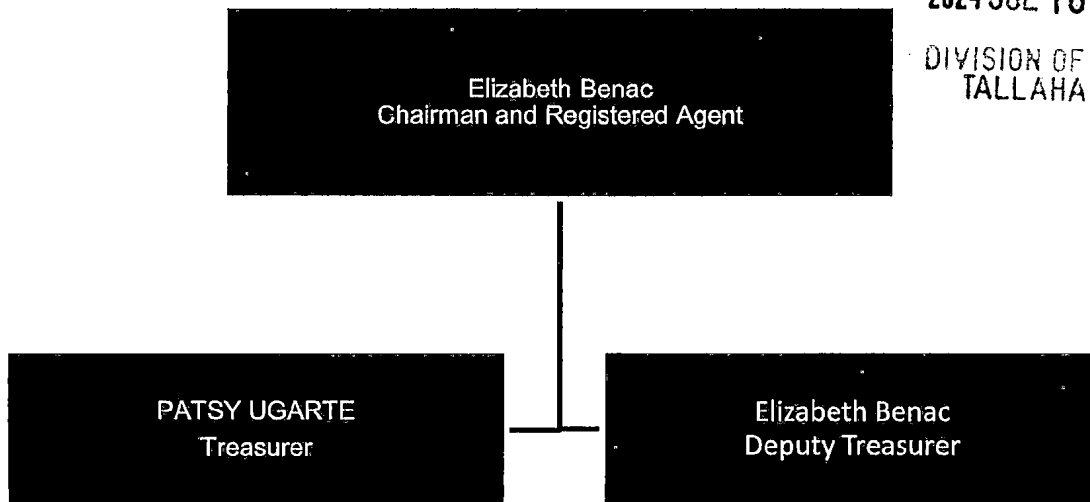 Elizabeth Benac
Chairman and Registered Agent
DIVISION OF
TALLAHA
PATSY UGARTE
Treasurer
Elizabeth Benac
Deputy Treasurer